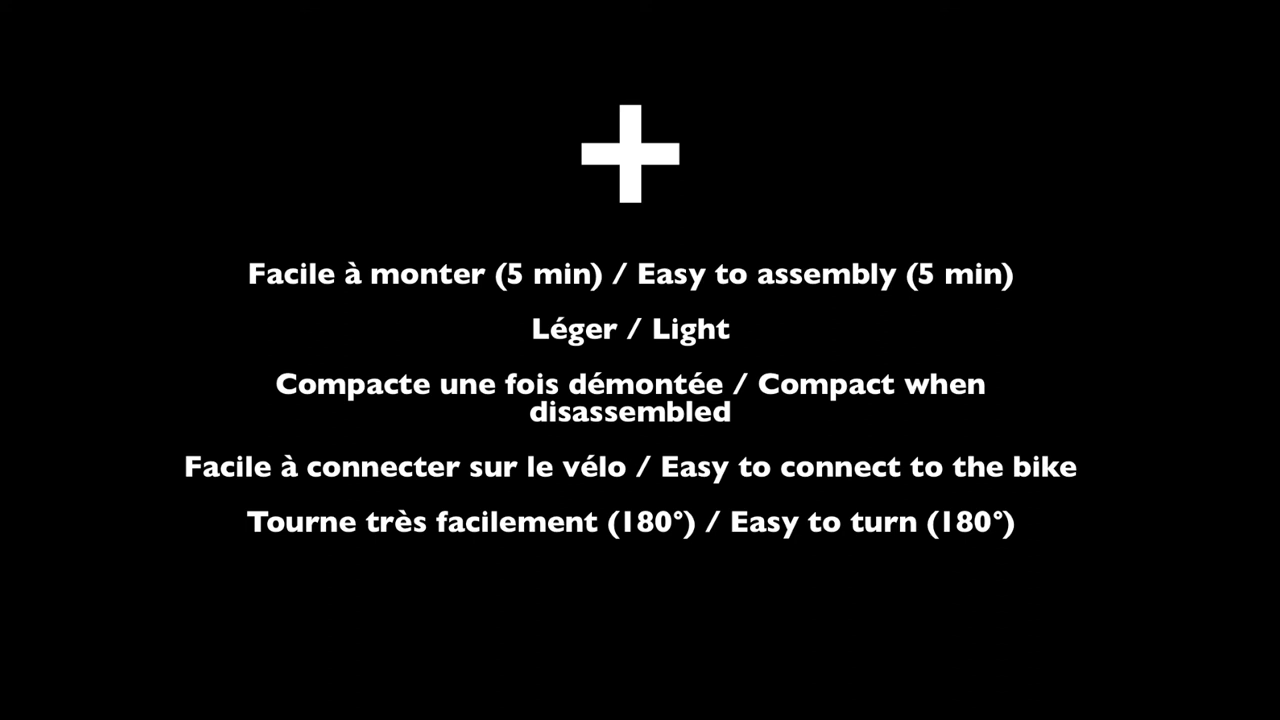 +
Facile à monter (5 min) / Easy to assembly (5 min)
Léger / Light
Compacte une fois démontée / Compact when
disassembled
Facile à connecter sur le vélo / Easy to connect to the bike
Tourne très facilement (180°) / Easy to turn (180°)